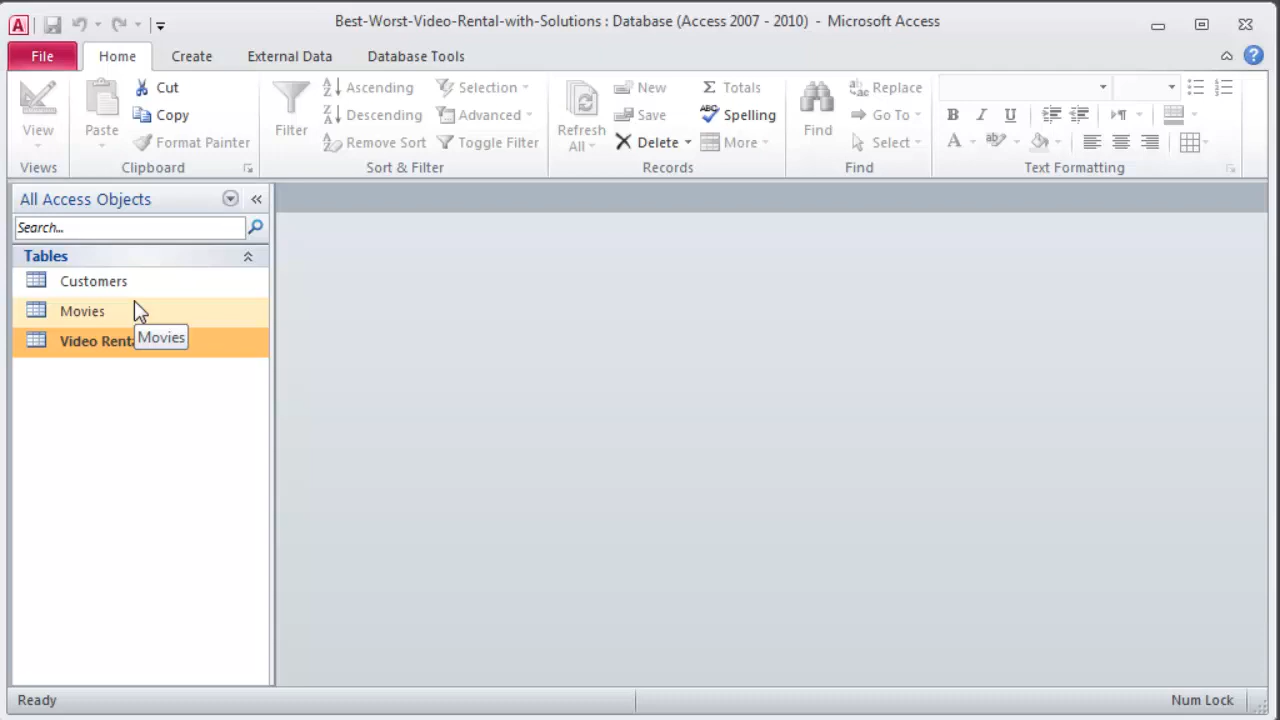 Best-Worst-Video-Rental-with-Solutions : Database (Access 2007 - 2010) - Microsoft Access
File Home Create External Data Database Tools
View
Views
Paste
Cut
Copy
Format Painter
Clipboard
Filter
Ascending
Descending
Remove Sort
Selection
Advanced
Toggle Filter
Sort & Filter
Refresh
All
New
Save
Delete
Totals
Spelling
More
Records
Find
Replace
Go To
Select
Find
B I U
A
Text Formatting
All Access Objects
Search...
Tables
Customers
Movies
Video
Movies
Ready
Num Lock